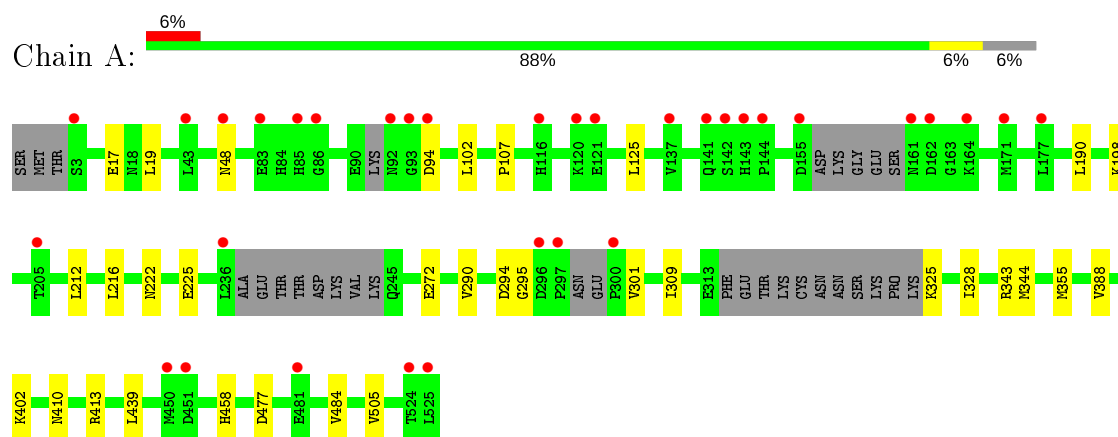 6%
Chain A:
88% 6% 6%
SER MET THR S3 E17 N18 L19 L43 N48 E83 H84 H85 G86 E90 LYS N92 G93 D94 L102 P107 H116 K120 E121 L125 V137 Q141 S142 H143 P144 D155 ASP LYS GLY GLU SER N161 D162 G163 K164 M171 L177 L190 K198
T205 L212 L216 N222 E225 L236 ALA GLU THR THR ASP LYS VAL LYS Q245 E272 V290 D294 G295 D296 P297 ASN GLU P300 V301 I309 E313 PHE GLU THR LYS CYS ASN ASN SER LYS PRO LYS K325 I328 R343 M344 M355 V388
K402 N410 R413 L439 M450 D451 H458 D477 E481 V484 V505 T524 L525